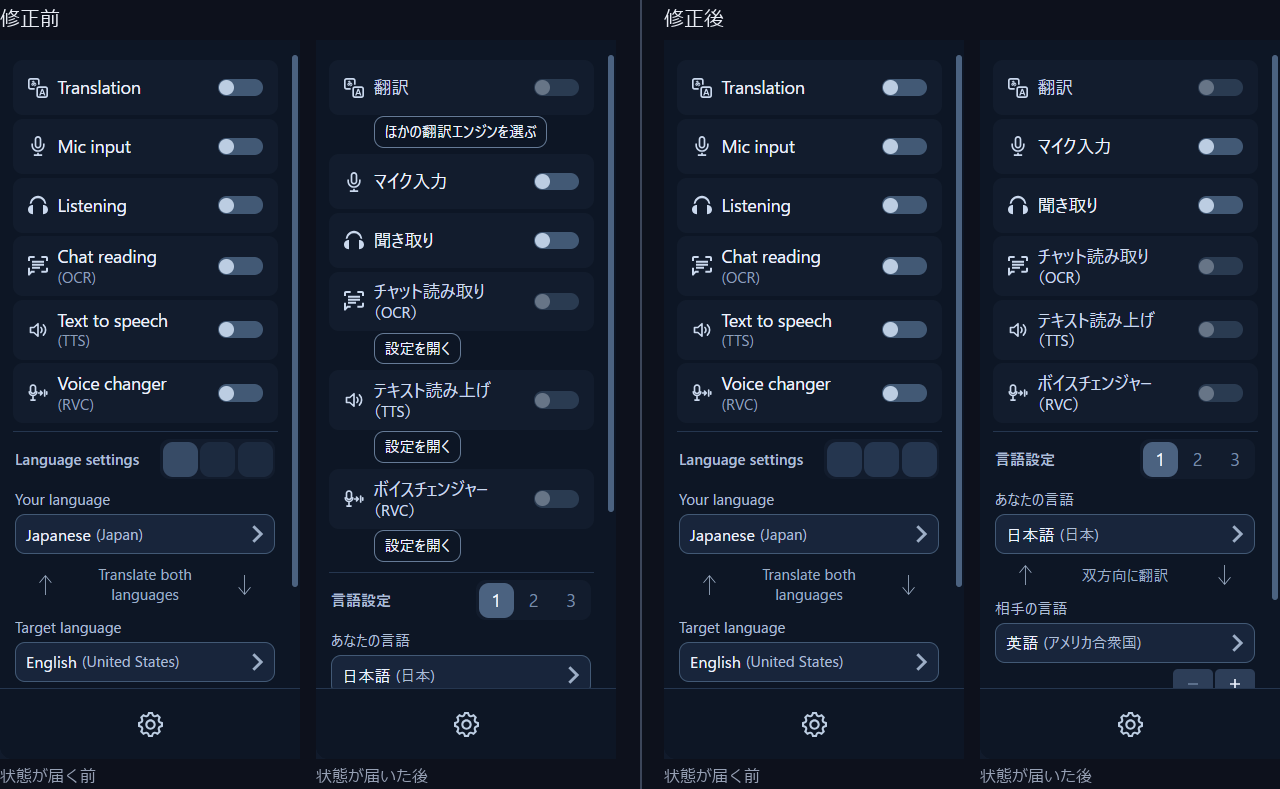 修正前
Translation
Mic input
Listening
Chat reading
(OCR)
Text to speech
(TTS)
Voice changer
(RVC)
Language settings
Your language
Japanese (Japan)
Translate both
languages
Target language
English (United States)
状態が届く前
翻訳
ほかの翻訳エンジンを選ぶ
マイク入力
聞き取り
チャット読み取り
(OCR)
設定を開く
テキスト読み上げ
(TTS)
設定を開く
ボイスチェンジャー
(RVC)
設定を開く
言語設定
1 2 3
あなたの言語
日本語 (日本)
状態が届いた後
修正後
Translation
Mic input
Listening
Chat reading
(OCR)
Text to speech
(TTS)
Voice changer
(RVC)
Language settings
Your language
Japanese (Japan)
Translate both
languages
Target language
English (United States)
状態が届く前
翻訳
マイク入力
聞き取り
チャット読み取り
(OCR)
テキスト読み上げ
(TTS)
ボイスチェンジャー
(RVC)
言語設定
1 2 3
あなたの言語
日本語 (日本)
双方向に翻訳
相手の言語
英語 (アメリカ合衆国)
− +
状態が届いた後